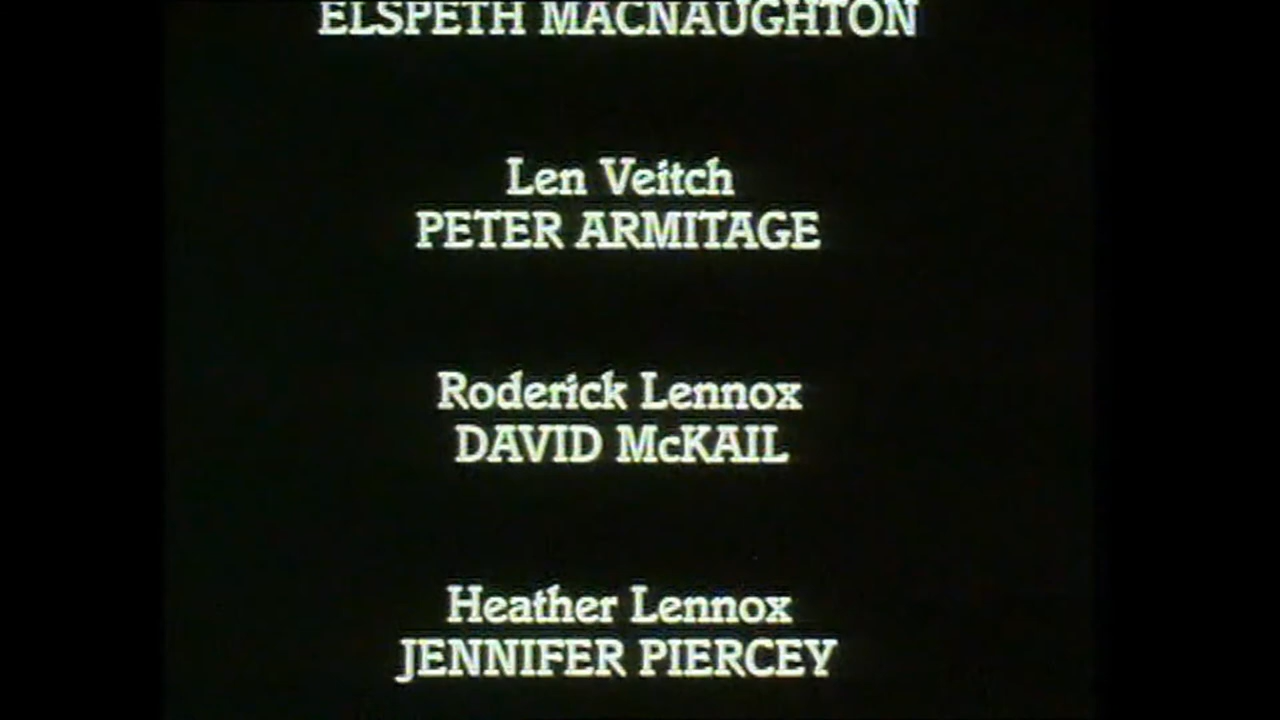 ELSPETH MACNAUGHTON
Len Veitch
PETER ARMITAGE
Roderick Lennox
DAVID McKAIL
Heather Lennox
JENNIFER PIERCEY